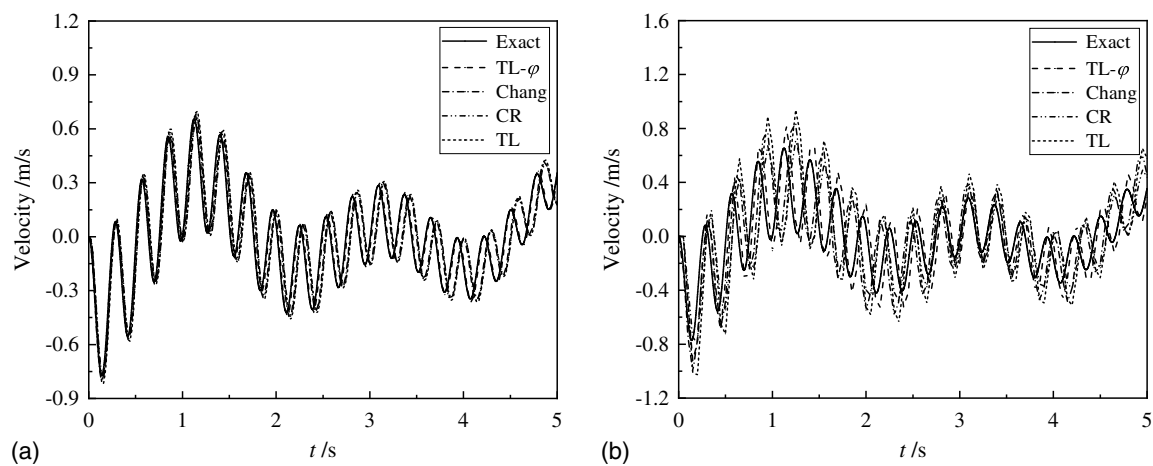 1.2
0.9
0.6
0.3
0.0
-0.3
-0.6
-0.9
Velocity /m/s
0 1 2 3 4 5
t /s
Exact
TL-φ
Chang
CR
TL
(a)
1.6
1.2
0.8
0.4
0.0
-0.4
-0.8
-1.2
Velocity /m/s
0 1 2 3 4 5
t /s
Exact
TL-φ
Chang
CR
TL
(b)